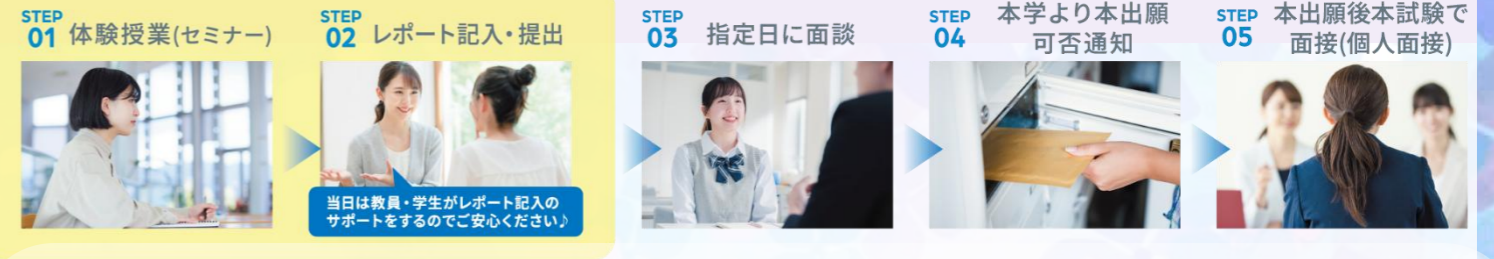 STEP
01 体験授業(セミナー)
STEP
02 レポート記入・提出
当日は教員・学生がレポート記入の
サポートをするのでご安心ください♪
STEP
03 指定日に面談
STEP
04 本学より本出願
可否通知
STEP
05 本出願後本試験で
面接(個人面接)